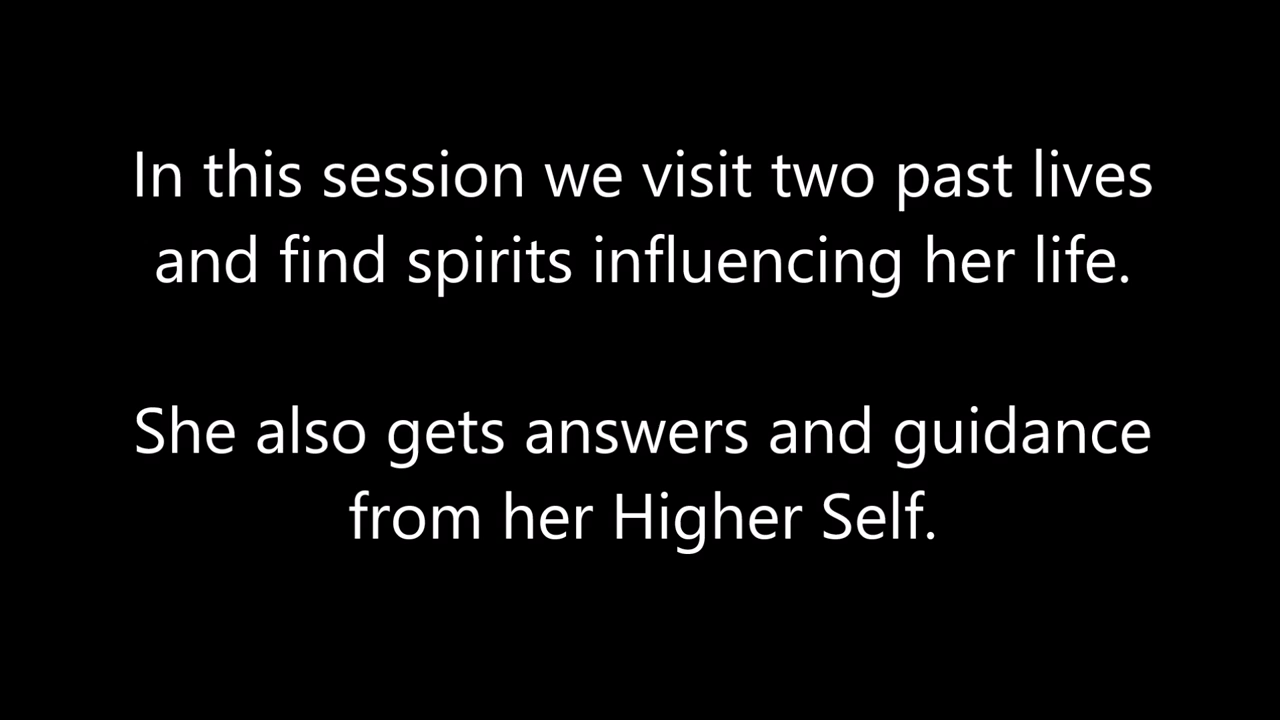 In this session we visit two past lives
and find spirits influencing her life.
She also gets answers and guidance
from her Higher Self.